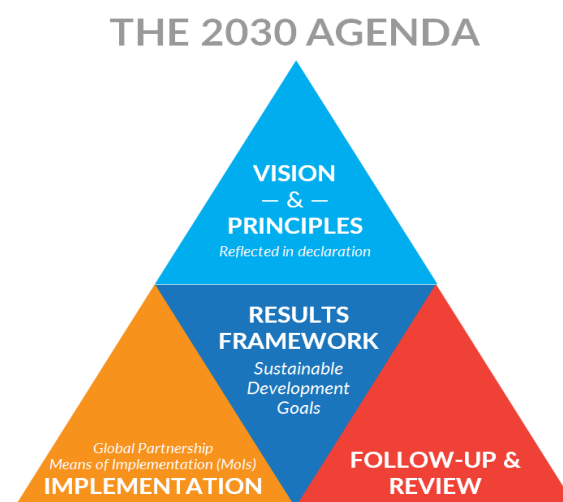 THE 2030 AGENDA
VISION
— & —
PRINCIPLES
Reflected in declaration
RESULTS
FRAMEWORK
Sustainable
Development
Goals
Global Partnership
Means of Implementation (MoIs)
IMPLEMENTATION
FOLLOW-UP &
REVIEW